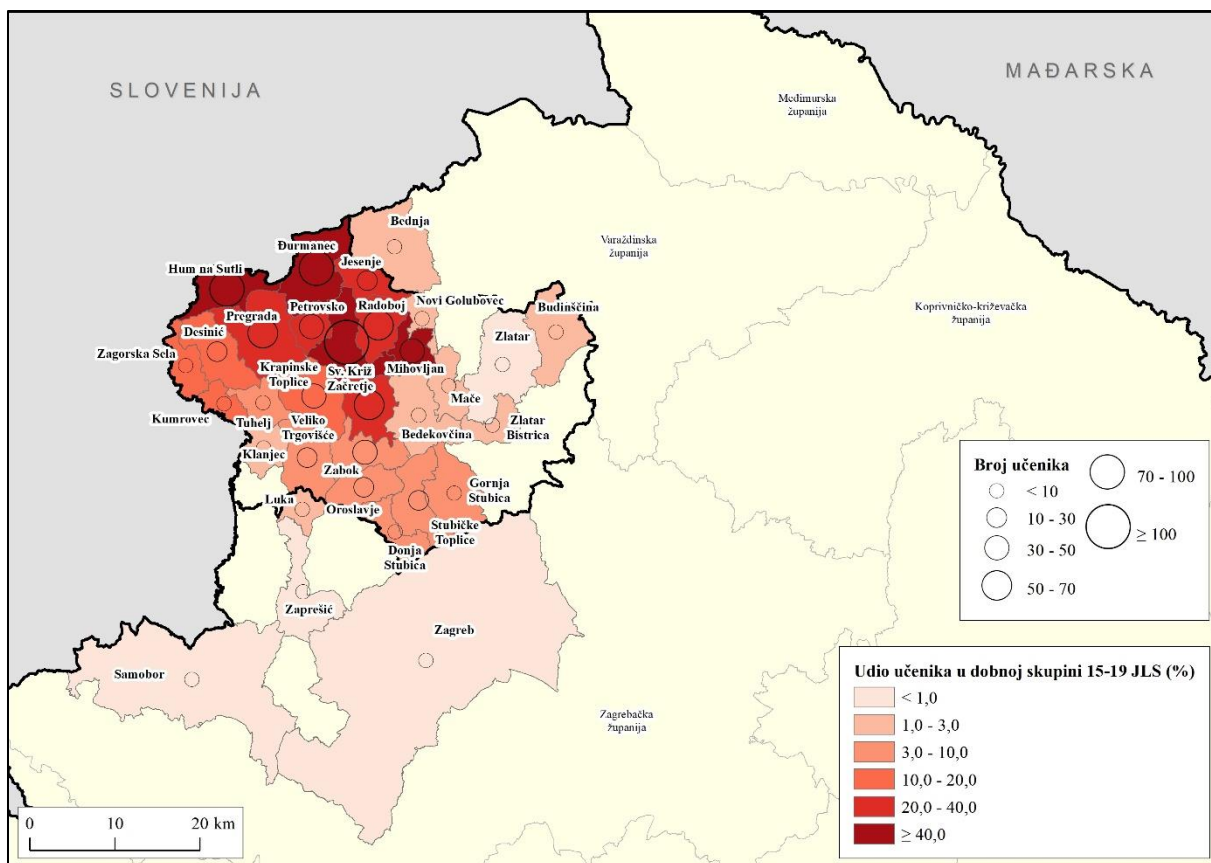 SLOVENIJA
MAĐARSKA
Međimurska
županija
Varaždinska
županija
Koprivničko-križevačka
županija
Zagrebačka
županija
Bednja
Đurmanec
Hum na Sutli
Jesenje
Novi Golubovec
Budinščina
Petrovsko
Radoboj
Pregrada
Desinić
Zlatar
Zagorska Sela
Krapinske
Toplice
Sv. Križ
Začretje
Mihovljan
Mače
Kumrovec
Tuhelj
Veliko
Trgovišće
Bedekovčina
Zlatar
Bistrica
Klanjec
Zabok
Gornja
Stubica
Luka
Oroslavje
Stubičke
Toplice
Donja
Stubica
Zaprešić
Zagreb
Samobor
Broj učenika
< 10
10 - 30
30 - 50
50 - 70
70 - 100
≥ 100
Udio učenika u dobnoj skupini 15-19 JLS (%)
< 1,0
1,0 - 3,0
3,0 - 10,0
10,0 - 20,0
20,0 - 40,0
≥ 40,0
0 10 20 km